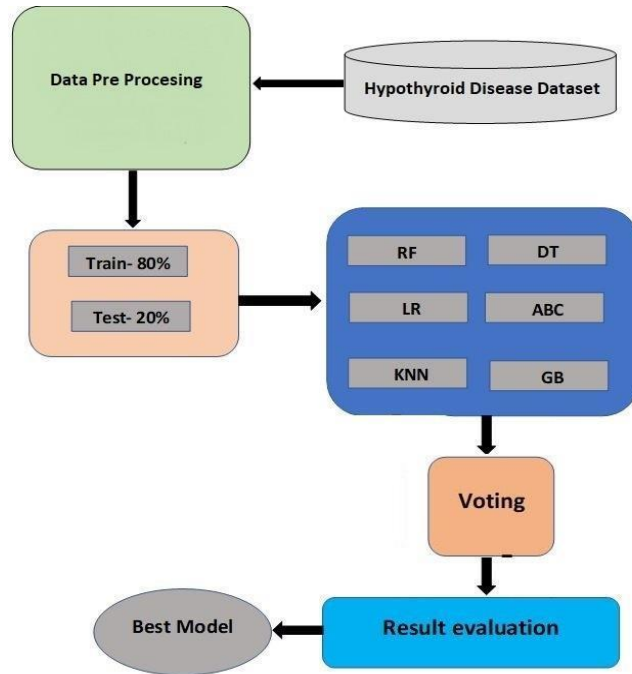 Data Pre Procesing
Hypothyroid Disease Dataset
Train- 80%
Test- 20%
RF
DT
LR
ABC
KNN
GB
Voting
Result evaluation
Best Model